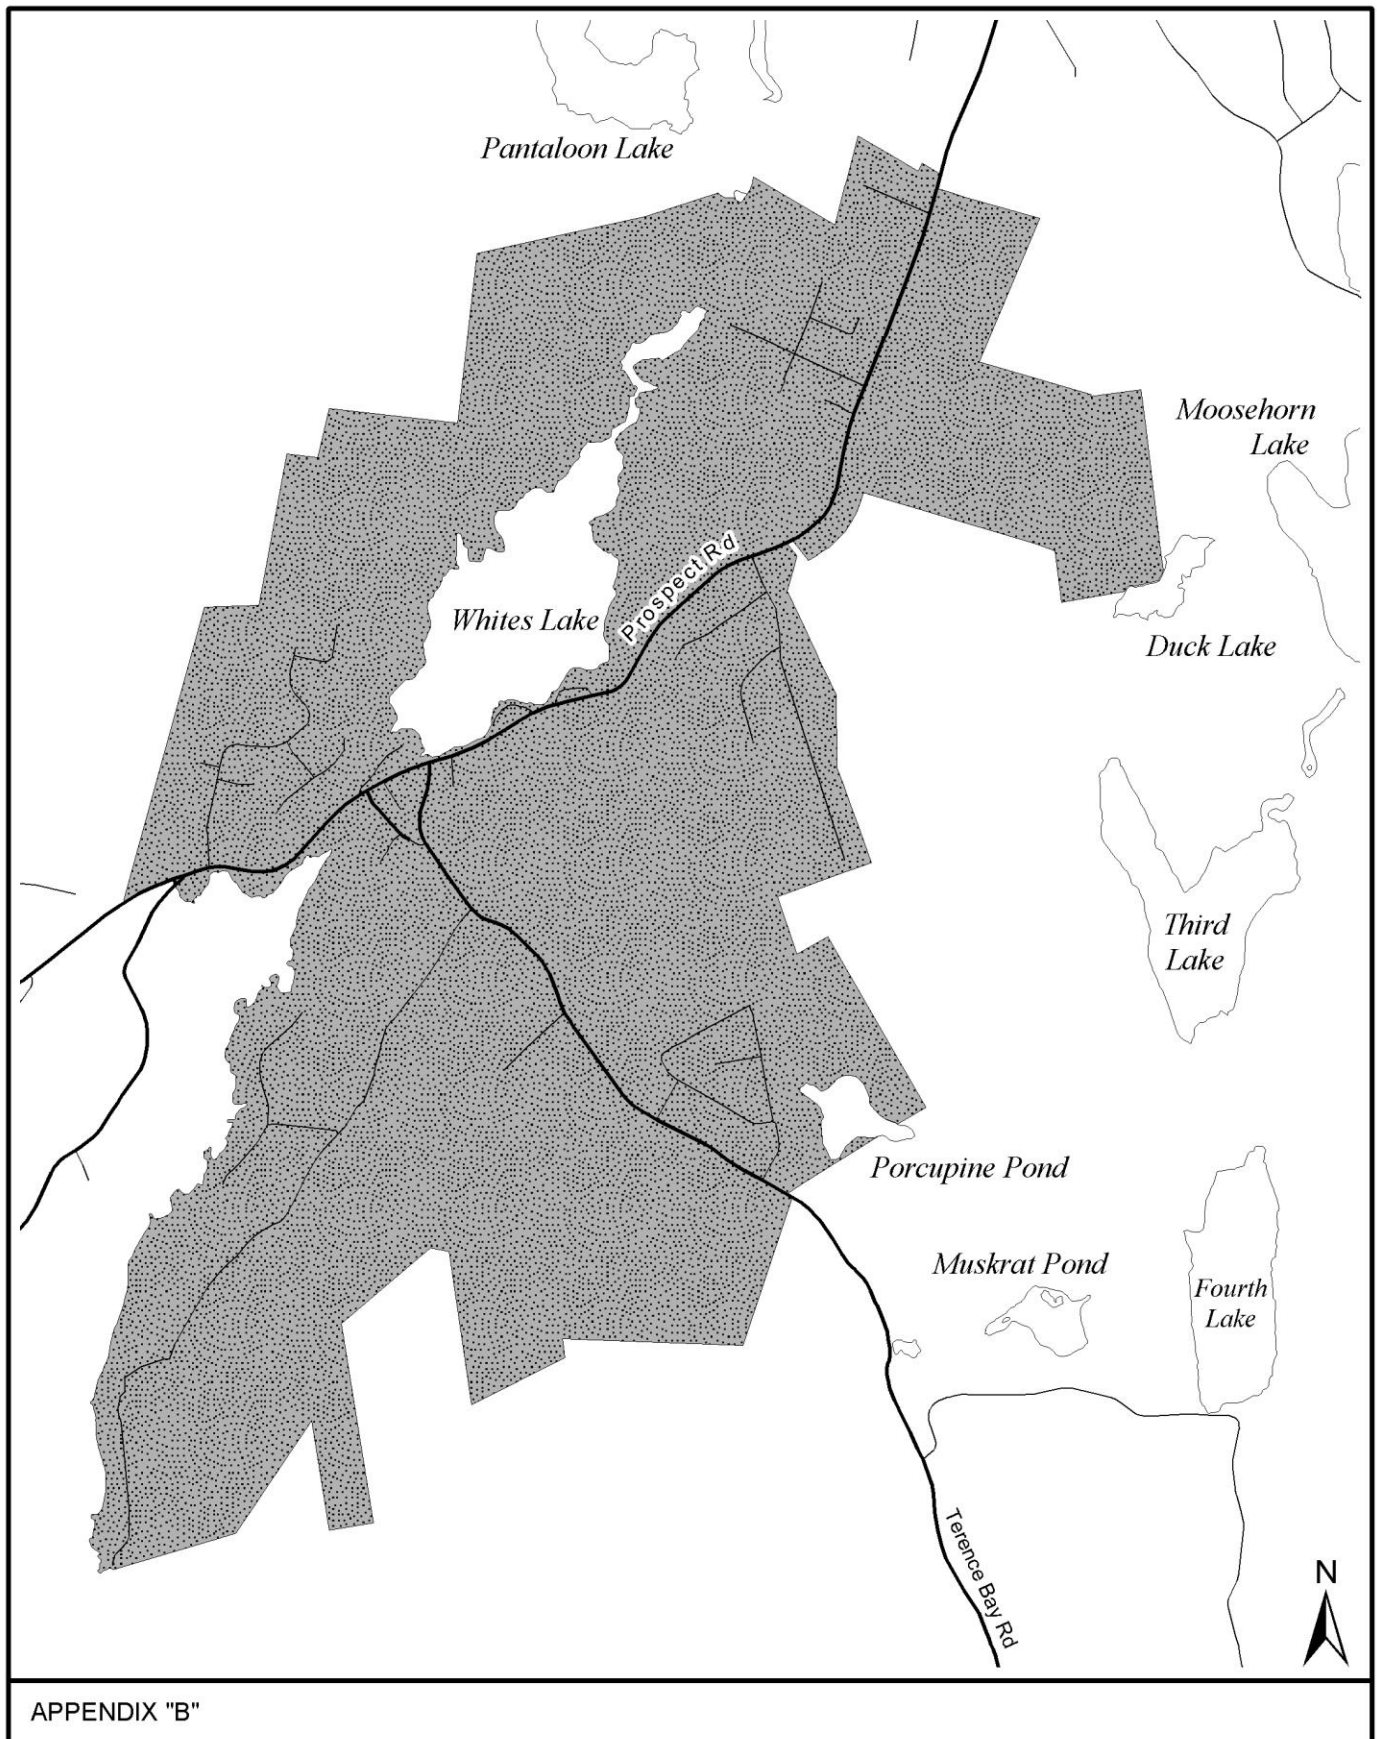 Pantaloon Lake
Moosehorn
Lake
Prospect Rd
Whites Lake
Duck Lake
Third
Lake
Porcupine Pond
Muskrat Pond
Fourth
Lake
Terence Bay Rd
N
APPENDIX "B"